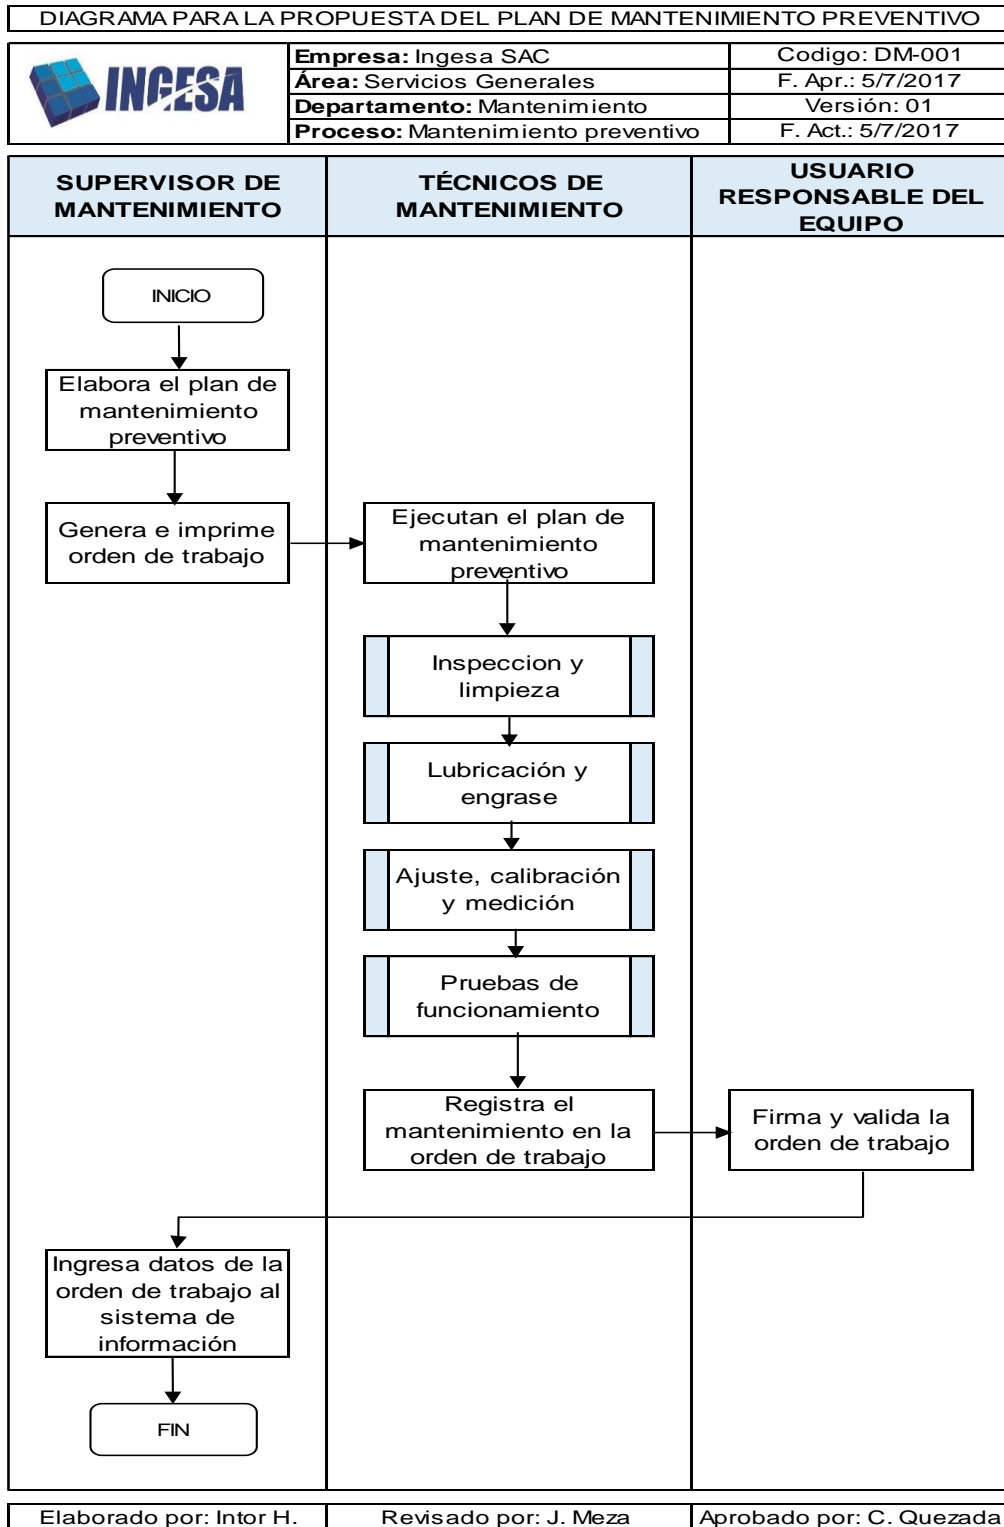 DIAGRAMA PARA LA PROPUESTA DEL PLAN DE MANTENIMIENTO PREVENTIVO
INGESA
Empresa: Ingesa SAC
Codigo: DM-001
Área: Servicios Generales
F. Apr.: 5/7/2017
Departamento: Mantenimiento
Versión: 01
Proceso: Mantenimiento preventivo
F. Act.: 5/7/2017
SUPERVISOR DE
MANTENIMIENTO
TÉCNICOS DE
MANTENIMIENTO
USUARIO
RESPONSABLE DEL
EQUIPO
INICIO
Elabora el plan de
mantenimiento
preventivo
Genera e imprime
orden de trabajo
Ejecutan el plan de
mantenimiento
preventivo
Inspeccion y
limpieza
Lubricación y
engrase
Ajuste, calibración
y medición
Pruebas de
funcionamiento
Registra el
mantenimiento en la
orden de trabajo
Firma y valida la
orden de trabajo
Ingresa datos de la
orden de trabajo al
sistema de
información
FIN
Elaborado por: Intor H.
Revisado por: J. Meza
Aprobado por: C. Quezada